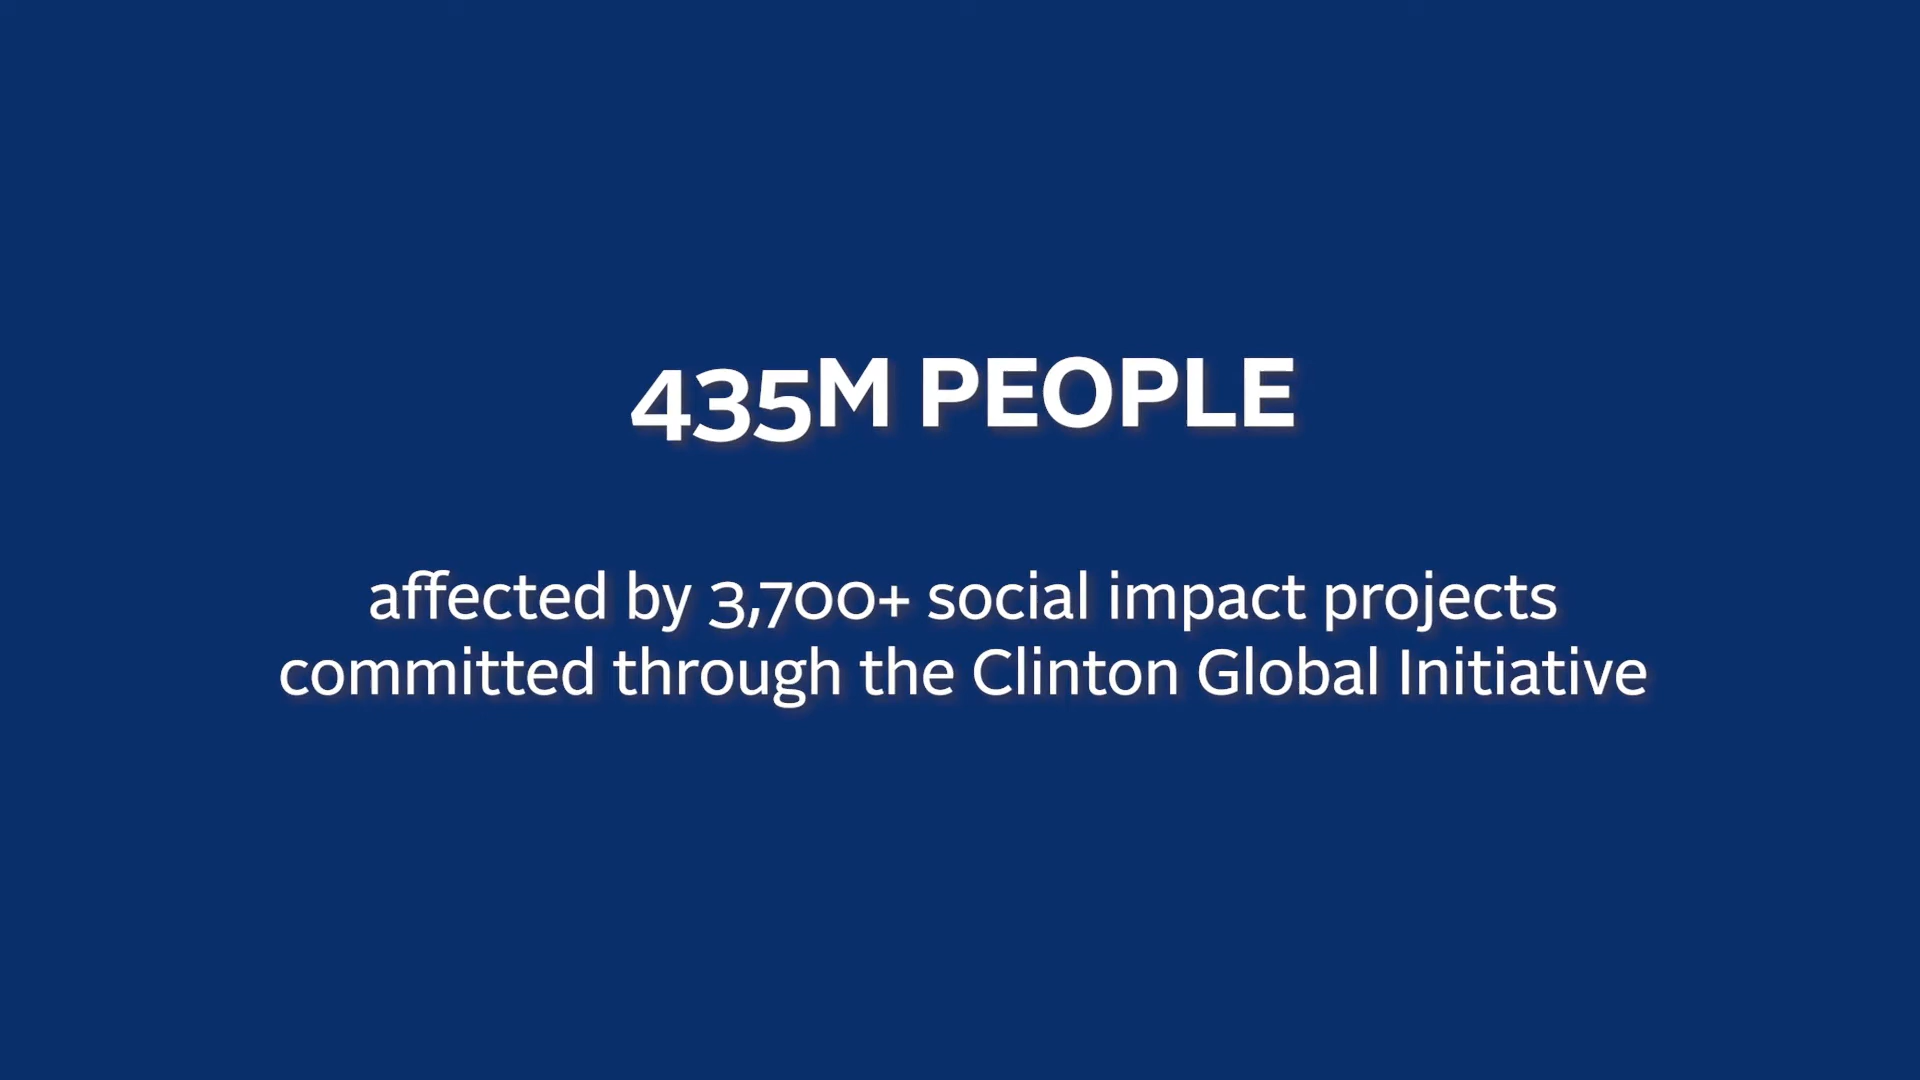 435M PEOPLE
affected by 3,700+ social impact projects
committed through the Clinton Global Initiative